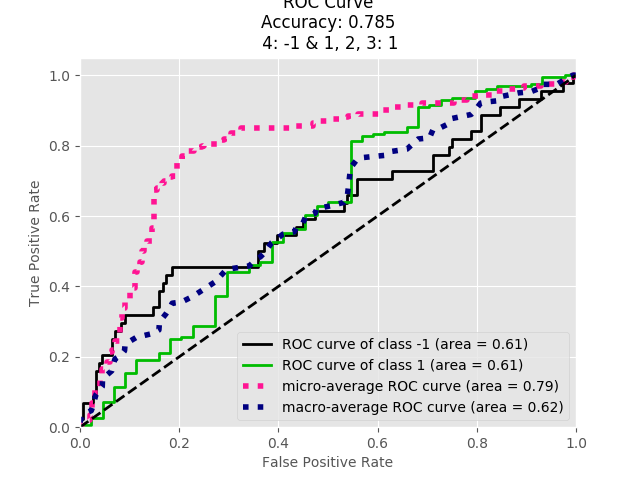 ROC Curve
Accuracy: 0.785
4: -1 & 1, 2, 3: 1
True Positive Rate
1.0
0.8
0.6
0.4
0.2
0.0
0.0 0.2 0.4 0.6 0.8 1.0
False Positive Rate
ROC curve of class -1 (area = 0.61)
ROC curve of class 1 (area = 0.61)
micro-average ROC curve (area = 0.79)
macro-average ROC curve (area = 0.62)